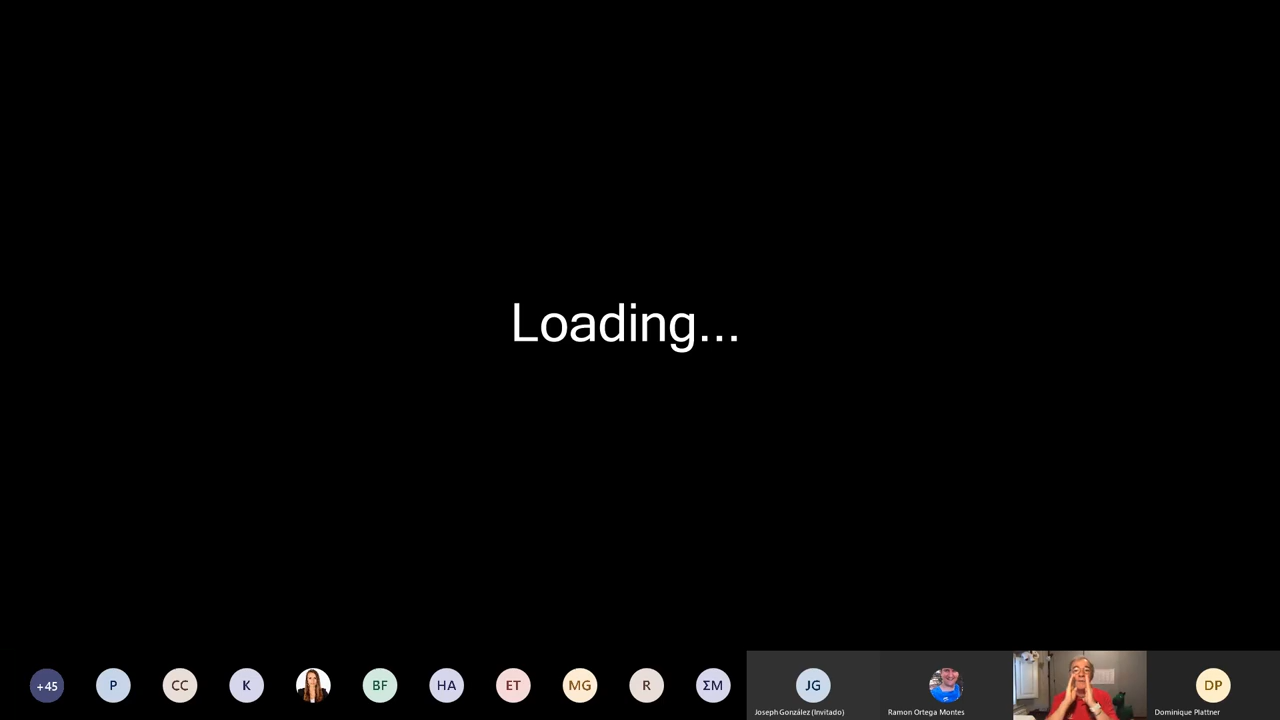 Loading...
+45
P
CC
K
BF
HA
ET
MG
R
ΣM
JG
DP
Joseph González (Invitado)
Ramon Ortega Montes
Dominique Plattner